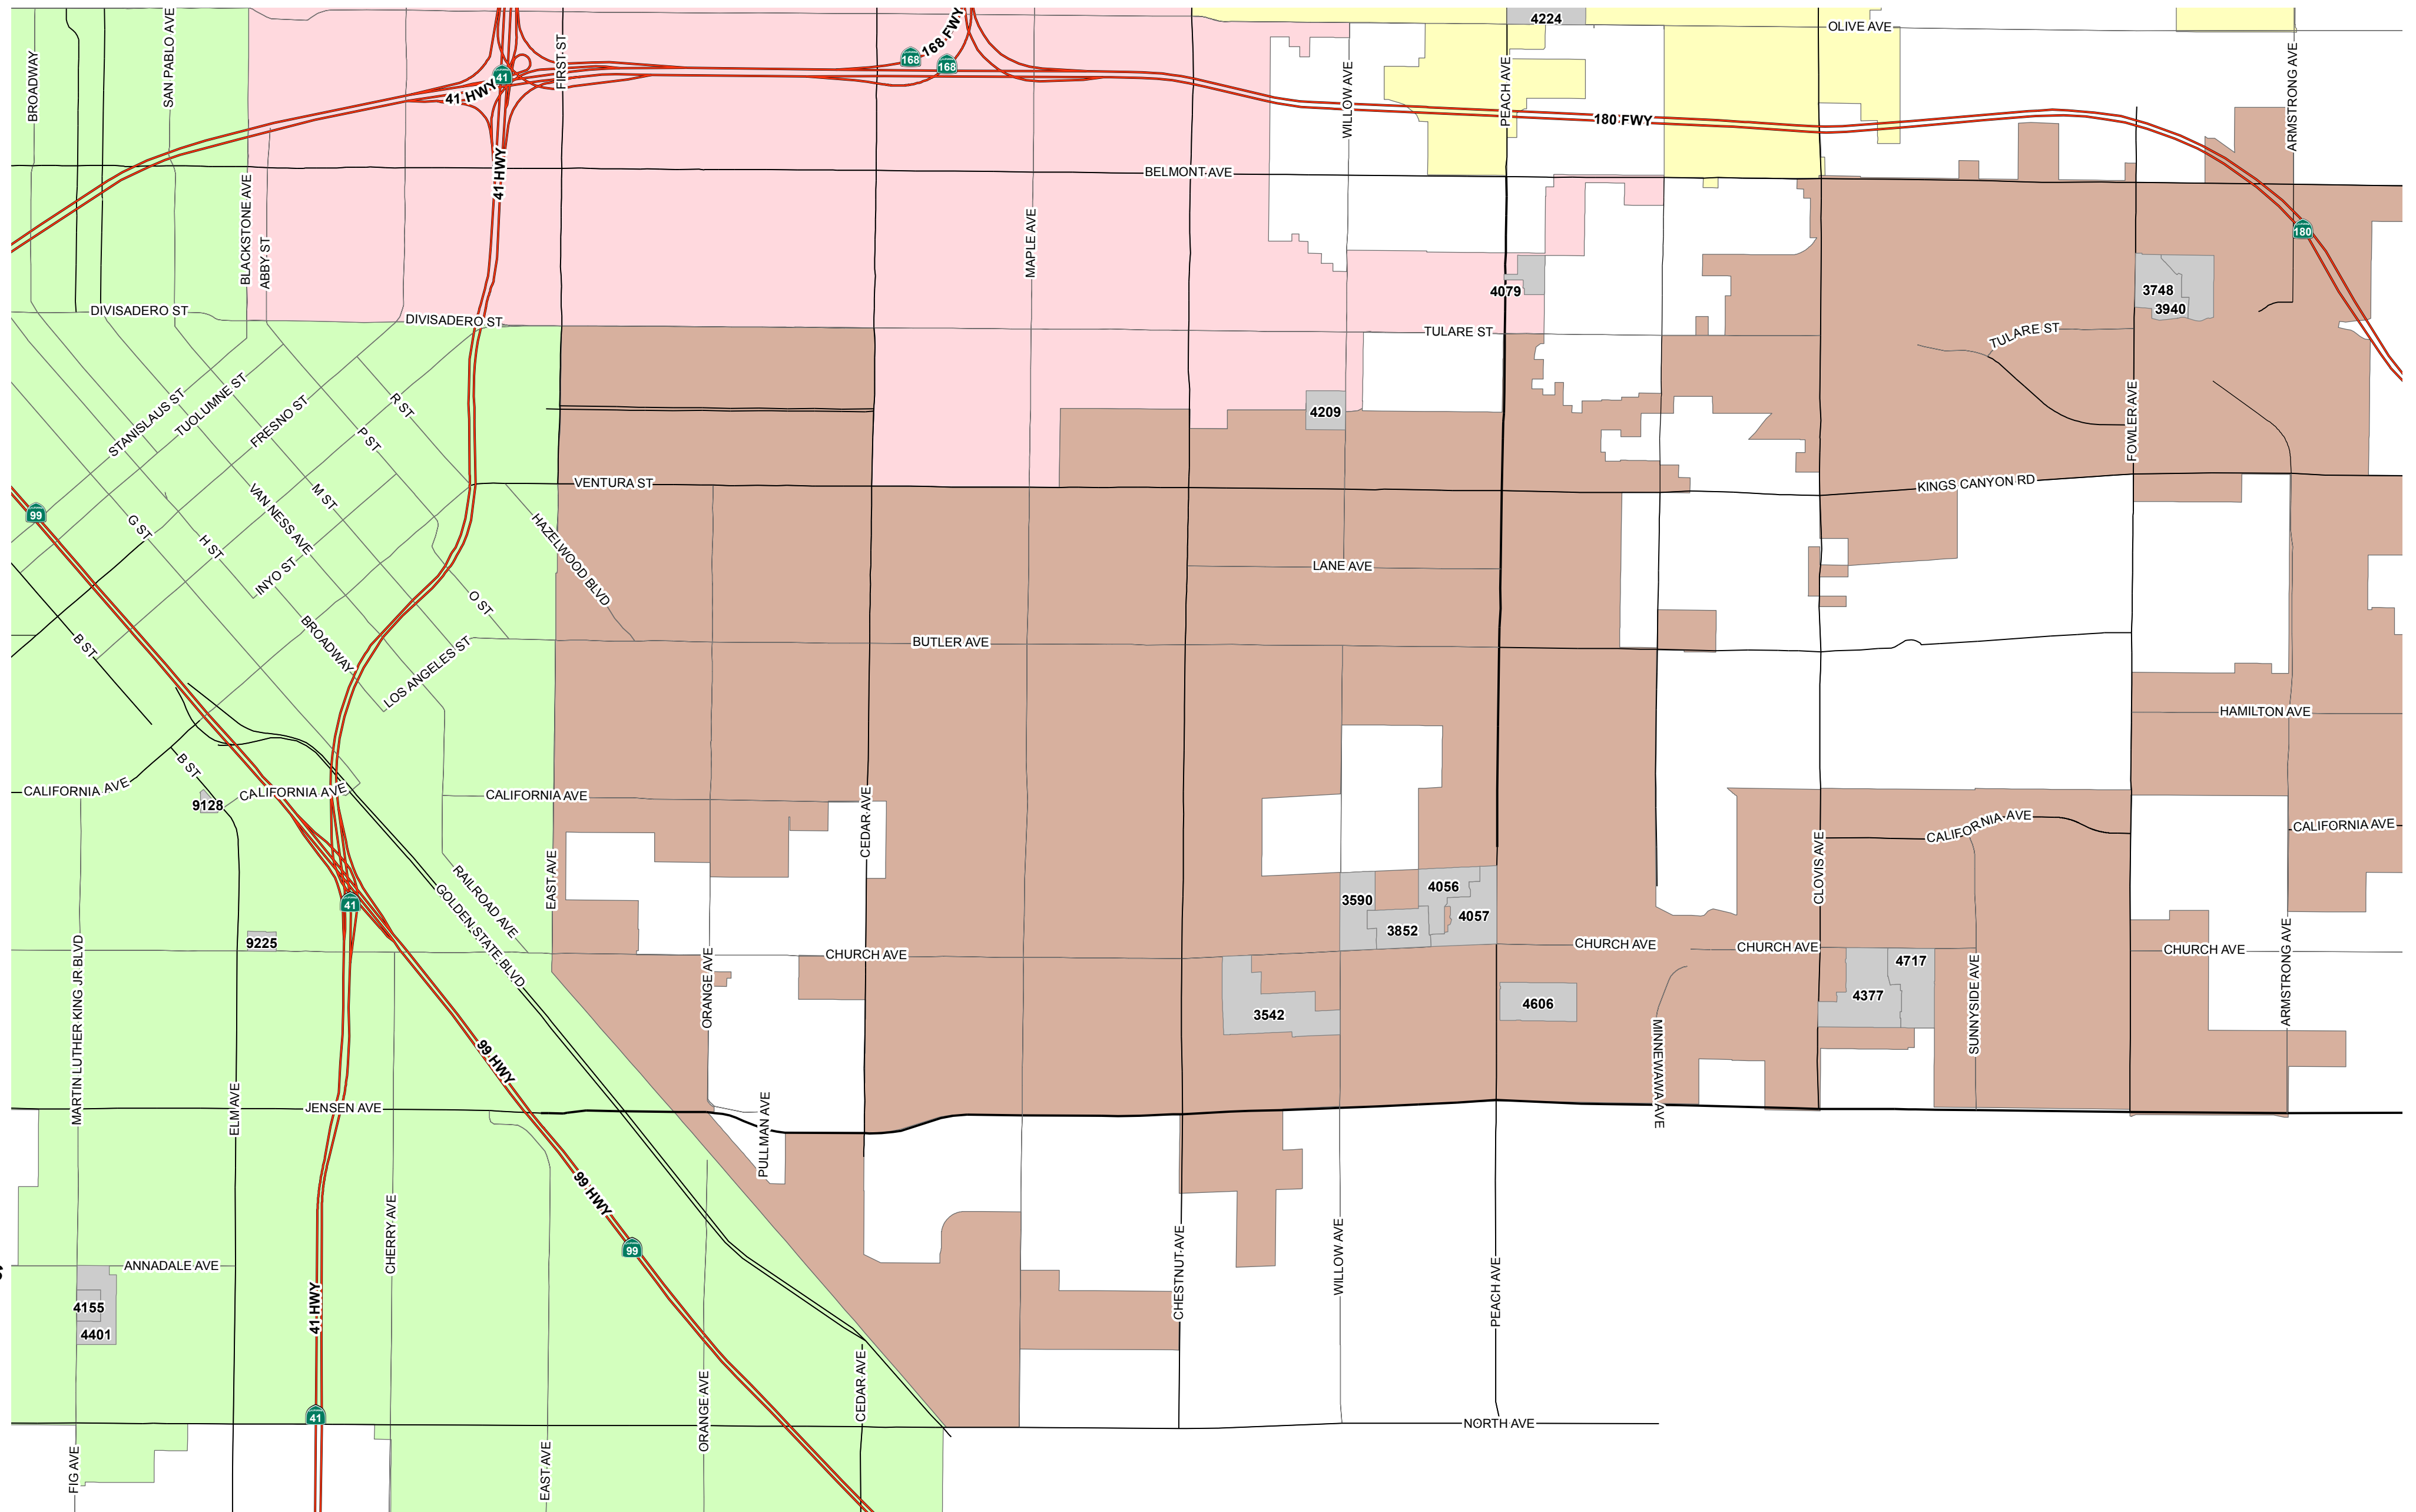 4224
OLIVE AVE
168 FWY
168
168
41
41 HWY
BROADWAY
SAN PABLO AVE
FIRST ST
WILLOW AVE
PEACH AVE
180 FWY
ARMSTRONG AVE
41 HWY
BELMONT AVE
BLACKSTONE AVE
ABBY ST
MAPLE AVE
180
4079
3748
3940
DIVISADERO ST
DIVISADERO ST
TULARE ST
TULARE ST
STANISLAUS ST
TUOLUMNE ST
FRESNO ST
R ST
P ST
4209
FOWLER AVE
VENTURA ST
KINGS CANYON RD
99
G ST
H ST
VAN NESS AVE
M ST
INYO ST
HAZELWOOD BLVD
LANE AVE
O ST
B ST
BROADWAY
LOS ANGELES ST
BUTLER AVE
HAMILTON AVE
CALIFORNIA AVE
B ST
9128
CALIFORNIA AVE
CALIFORNIA AVE
CEDAR AVE
CLOVIS AVE
CALIFORNIA AVE
CALIFORNIA AVE
EAST AVE
41
RAILROAD AVE
GOLDEN STATE BLVD
3590
4056
4057
3852
9225
CHURCH AVE
CHURCH AVE
CHURCH AVE
CHURCH AVE
4717
4377
MARTIN LUTHER KING JR BLVD
ORANGE AVE
3542
4606
MINNEWAWA AVE
SUNNYSIDE AVE
ARMSTRONG AVE
99 HWY
ELM AVE
JENSEN AVE
PULLMAN AVE
99 HWY
CHERRY AVE
99
ANNADALE AVE
4155
4401
41 HWY
CHESTNUT AVE
WILLOW AVE
PEACH AVE
41
ORANGE AVE
CEDAR AVE
NORTH AVE
FIG AVE
EAST AVE